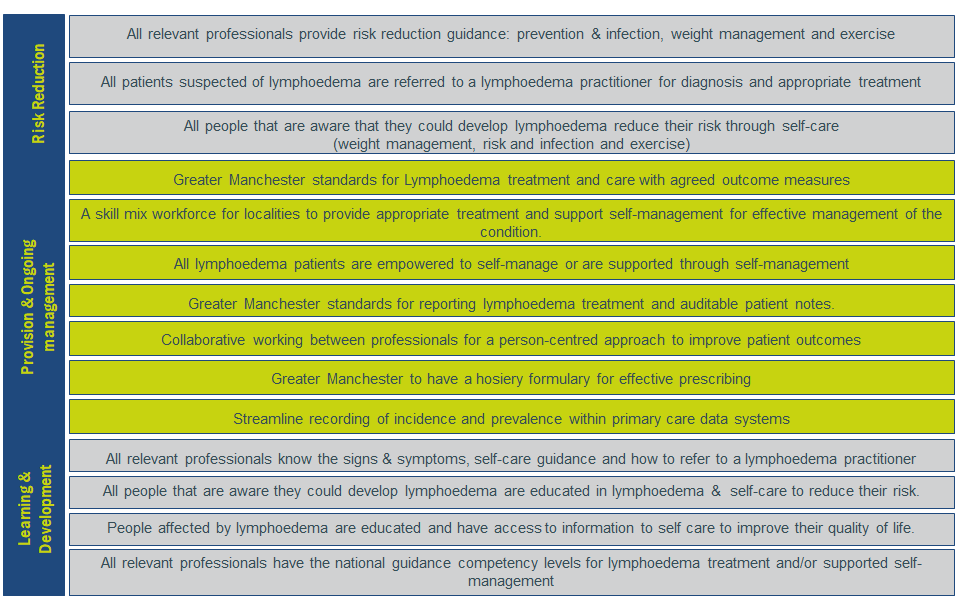 Risk Reduction
All relevant professionals provide risk reduction guidance: prevention & infection, weight management and exercise
All patients suspected of lymphoedema are referred to a lymphoedema practitioner for diagnosis and appropriate treatment
All people that are aware that they could develop lymphoedema reduce their risk through self-care
(weight management, risk and infection and exercise)
Provision & Ongoing
management
Greater Manchester standards for Lymphoedema treatment and care with agreed outcome measures
A skill mix workforce for localities to provide appropriate treatment and support self-management for effective management of the
condition.
All lymphoedema patients are empowered to self-manage or are supported through self-management
Greater Manchester standards for reporting lymphoedema treatment and auditable patient notes.
Collaborative working between professionals for a person-centred approach to improve patient outcomes
Greater Manchester to have a hosiery formulary for effective prescribing
Streamline recording of incidence and prevalence within primary care data systems
Learning &
Development
All relevant professionals know the signs & symptoms, self-care guidance and how to refer to a lymphoedema practitioner
All people that are aware they could develop lymphoedema are educated in lymphoedema & self-care to reduce their risk.
People affected by lymphoedema are educated and have access to information to self care to improve their quality of life.
All relevant professionals have the national guidance competency levels for lymphoedema treatment and/or supported self-
management